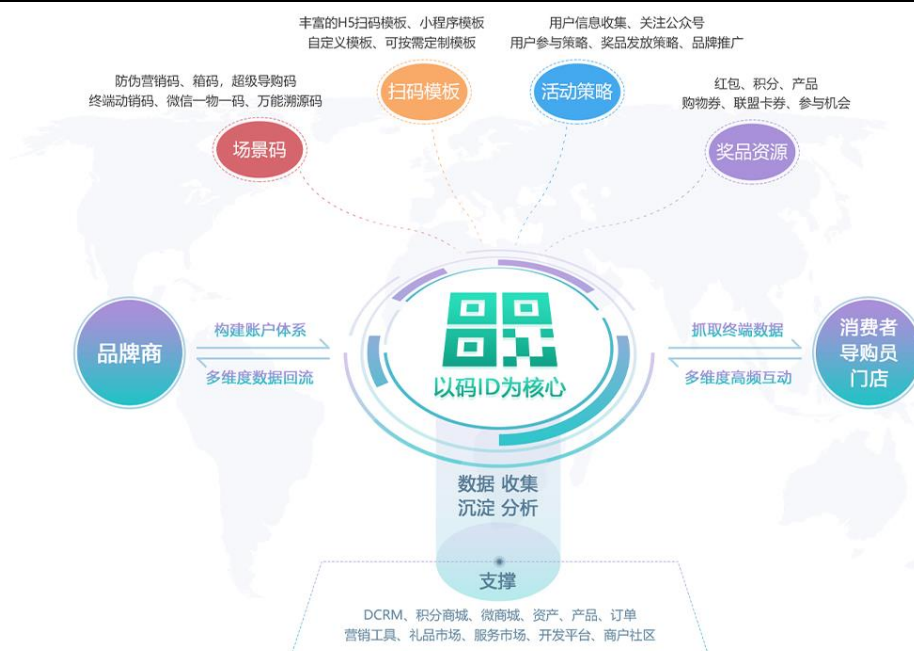 丰富的H5扫码模板、小程序模板
自定义模板、可按需定制模板
用户信息收集、关注公众号
用户参与策略、奖品发放策略、品牌推广
防伪营销码、箱码，超级导购码
终端动销码、微信一物一码、万能溯源码
扫码模板
活动策略
红包、积分、产品
购物券、联盟卡券、参与机会
场景码
奖品资源
品牌商
构建账户体系
多维度数据回流
以码ID为核心
抓取终端数据
多维度高频互动
消费者
导购员
门店
数据 收集
沉淀 分析
支撑
DCRM、积分商城、微商城、资产、产品、订单
营销工具、礼品市场、服务市场、开发平台、商户社区